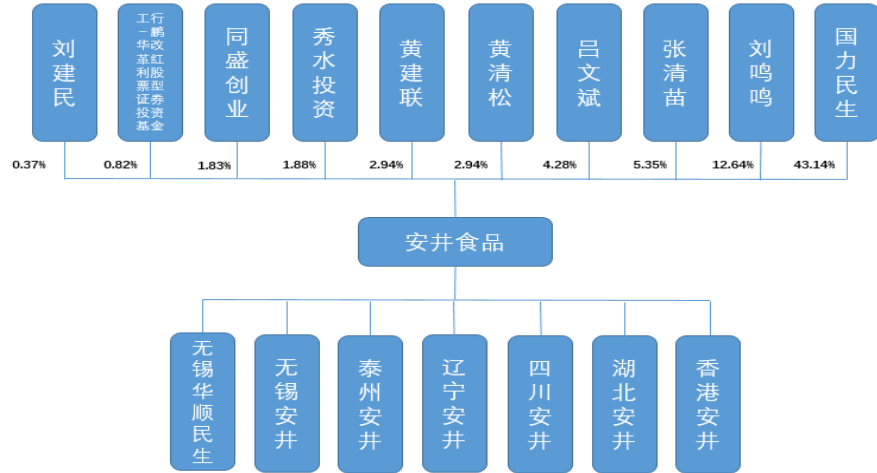 刘建民
工行-鹏华改革红利股票型证券投资基金
同盛创业
秀水投资
黄建联
黄清松
吕文斌
张清苗
刘鸣鸣
国力民生
0.37%
0.82%
1.83%
1.88%
2.94%
2.94%
4.28%
5.35%
12.64%
43.14%
安井食品
无锡华顺民生
无锡安井
泰州安井
辽宁安井
四川安井
湖北安井
香港安井